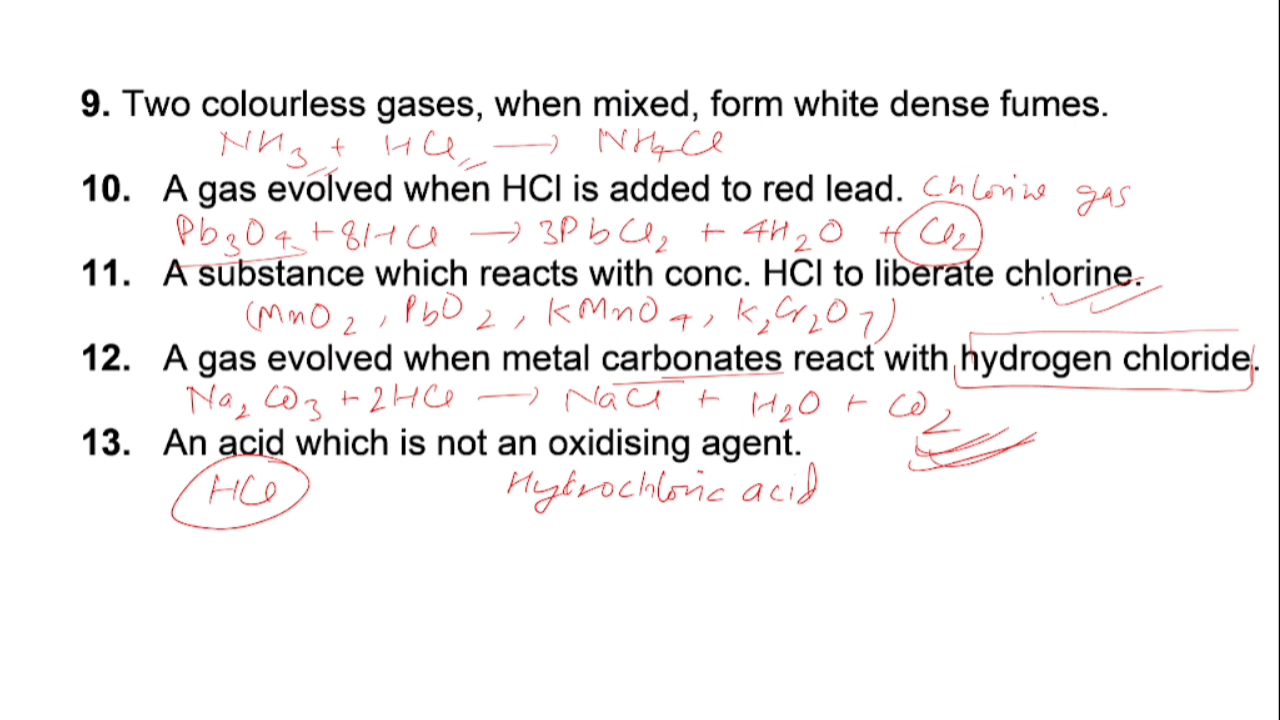 9. Two colourless gases, when mixed, form white dense fumes.
NH3 + HCl → NH4Cl
10. A gas evolved when HCl is added to red lead. Chlorine gas
Pb3O4 + 8HCl → 3PbCl2 + 4H2O + Cl2
11. A substance which reacts with conc. HCl to liberate chlorine.
(MnO2, PbO2, KMnO4, K2Cr2O7)
12. A gas evolved when metal carbonates react with hydrogen chloride.
Na2CO3 + 2HCl → NaCl + H2O + CO2
13. An acid which is not an oxidising agent.
HCl Hydrochloric acid